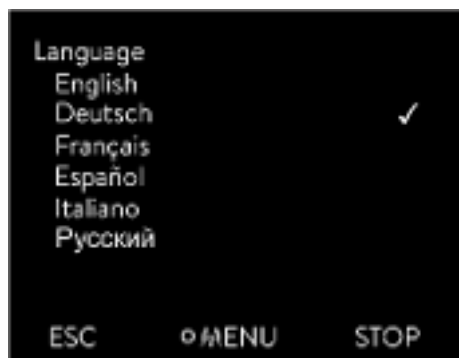 Language
English
Deutsch ✓
Français
Español
Italiano
Русский
ESC MENU STOP